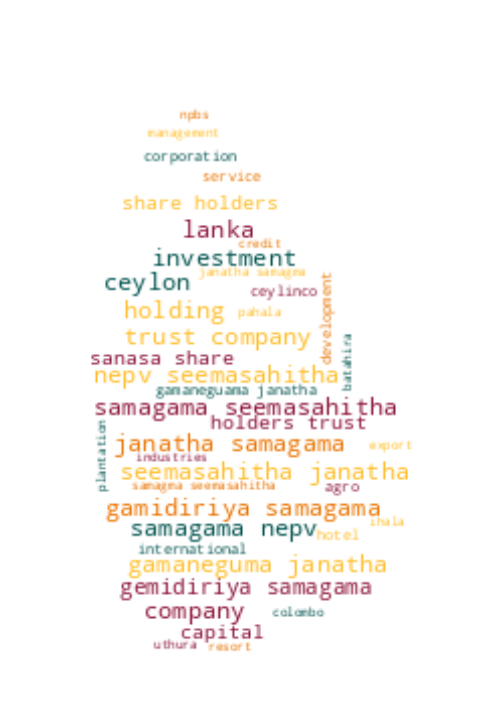 npbs
management
corporation
service
share holders
lanka
credit
investment
janatha samagma
ceylon
ceylinco
development
holding
pahala
trust company
batahira
sanasa share
nepv seemasahitha
gamaneguama janatha
samagama seemasahitha
holders trust
plantation
janatha samagama
export
industries
seemasahitha janatha
samagma seemasahitha
agro
gamidiriya samagama
ihala
samagama nepv
hotel
international
gamaneguma janatha
gemidiriya samagama
company
colombo
capital
uthura
resort